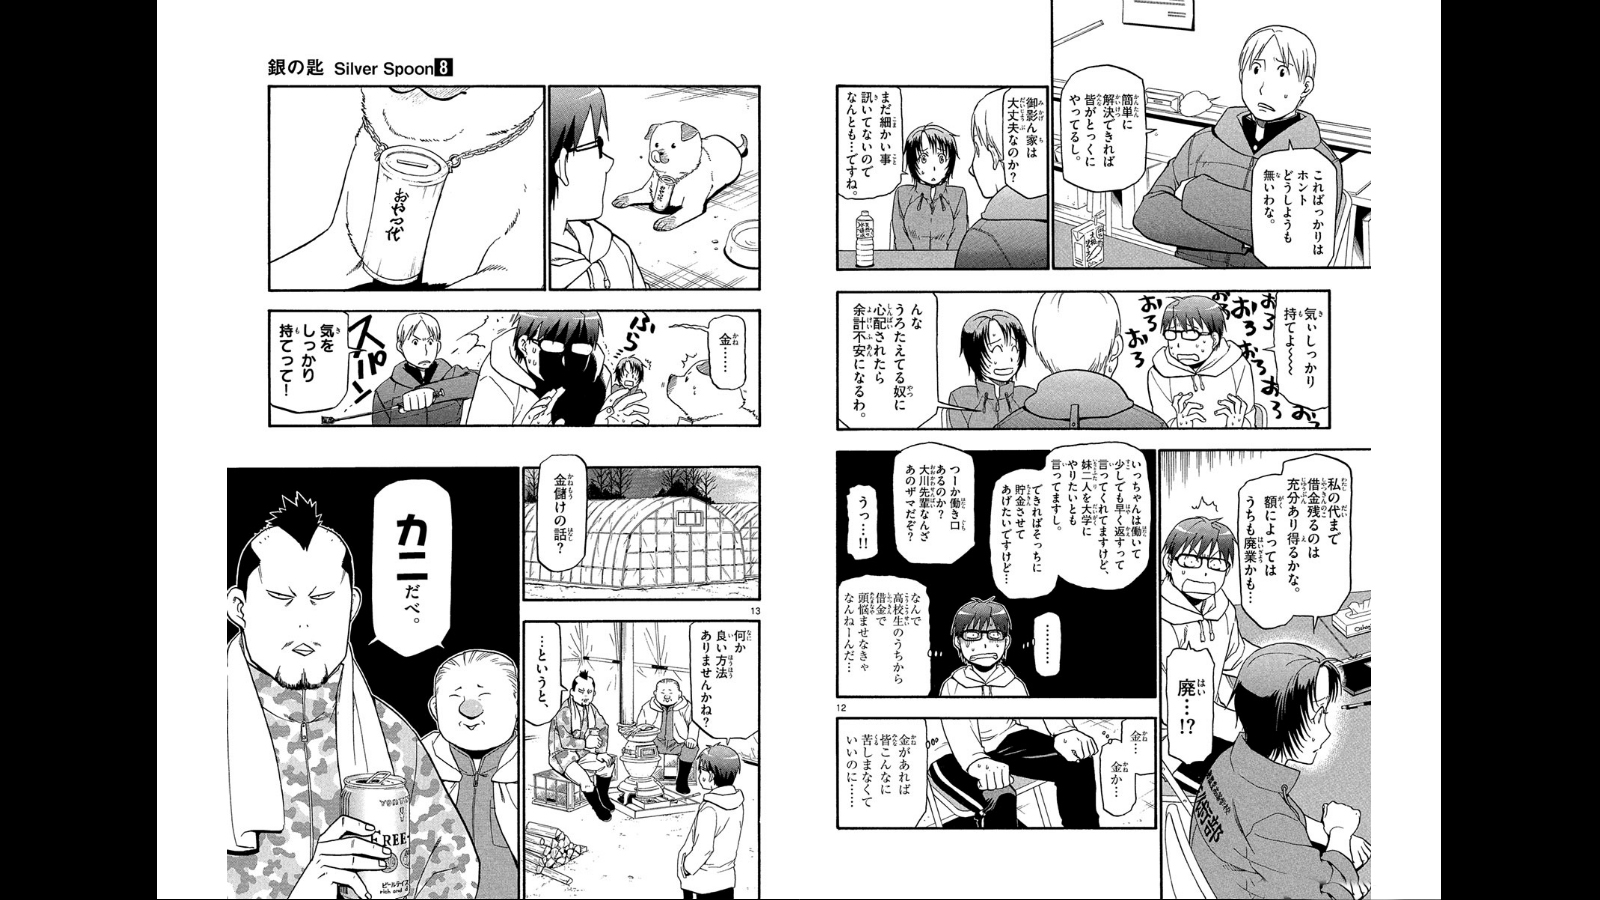 簡単に
解決できれば
皆がとっくに
やってるし。
こればっかりは
ホント
どうしようも
無いわな。
御影ん家は
大丈夫なのか?
まだ細かい事
訊いてないので
なんとも…ですね。
気ぃしっかり
持てよ〜〜〜
おろ
おろ
おろ
おろ
おろ
おろ
おろ
んな
うろたえてる奴に
心配されたら
余計不安になるわ。
私の代まで
借金残るのは
充分あり得るかな。
額によっては
うちも廃業かも…
廃…!?
いっちゃんは働いて
少しでも早く返すって
言ってくれてますけど、
妹二人を大学に
やりたいとも
言ってますし。
できればそっちに
貯金させて
あげたいですけど…
つーか働き口
あるのか?
大川先輩なんざ
あのザマだぞ?
うっ…!!
………
なんで
高校生のうちから
借金で
頭悩ませなきゃ
なんねーんだ…
12
金…
金か…
金があれば
皆こんなに
苦しまなくて
いいのに……
銀の匙 Silver Spoon 8
おやつ代
おやつ代
金……
ふら
スパーン
気を
しっかり
持てって!
金儲けの話?
13
何か
良い方法
ありませんかね?
…というと、
カニだべ。
FREE
ビールテイスト